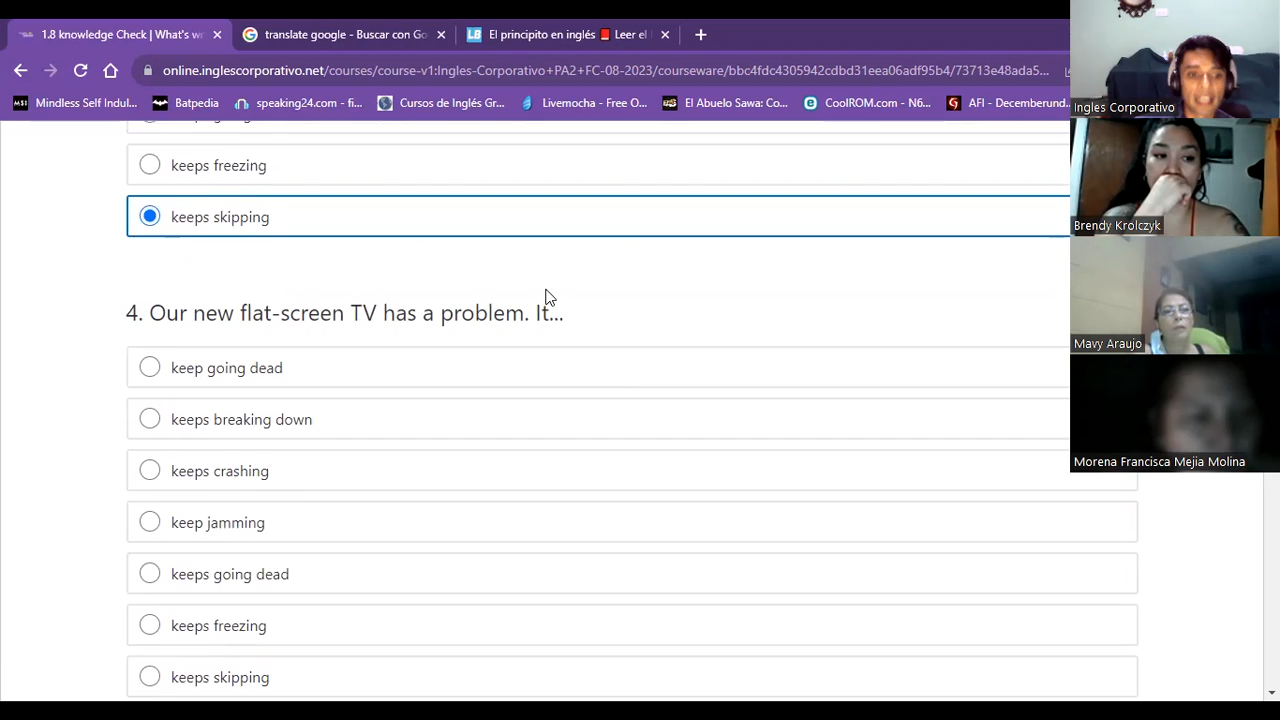 1.8 knowledge Check | What's wr
translate google - Buscar con Go
El principito en inglés 📕 Leer el
online.inglescorporativo.net/courses/course-v1:Ingles-Corporativo+PA2+FC-08-2023/courseware/bbc4fdc4305942cdbd31eea06adf95b4/73713e48ada5...
Mindless Self Indul...
Batpedia
speaking24.com - fi...
Cursos de Inglés Gr...
Livemocha - Free O...
El Abuelo Sawa: Co...
CoolROM.com - N6...
AFI - Decemberund...
keeps freezing
keeps skipping
4. Our new flat-screen TV has a problem. It...
keep going dead
keeps breaking down
keeps crashing
keep jamming
keeps going dead
keeps freezing
keeps skipping
Ingles Corporativo
Brendy Krolczyk
Mavy Araujo
Morena Francisca Mejia Molina